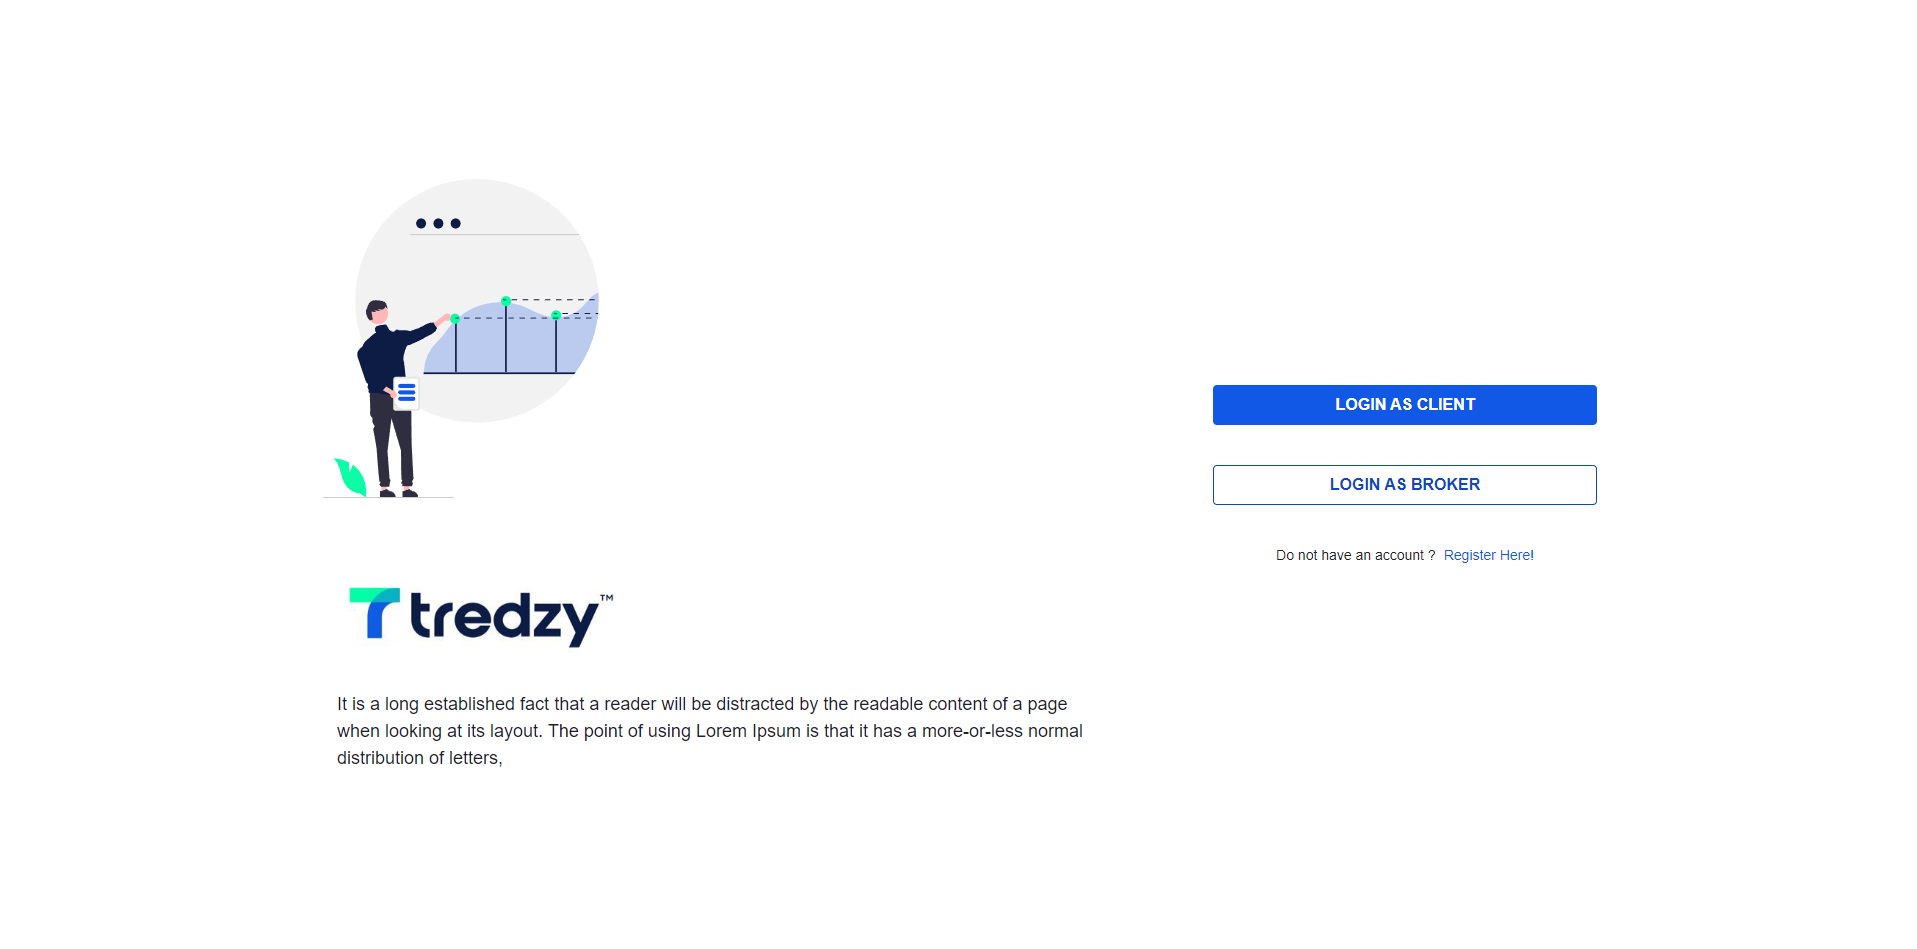 LOGIN AS CLIENT
LOGIN AS BROKER
Do not have an account ? Register Here!
tredzy™
It is a long established fact that a reader will be distracted by the readable content of a page
when looking at its layout. The point of using Lorem Ipsum is that it has a more-or-less normal
distribution of letters,